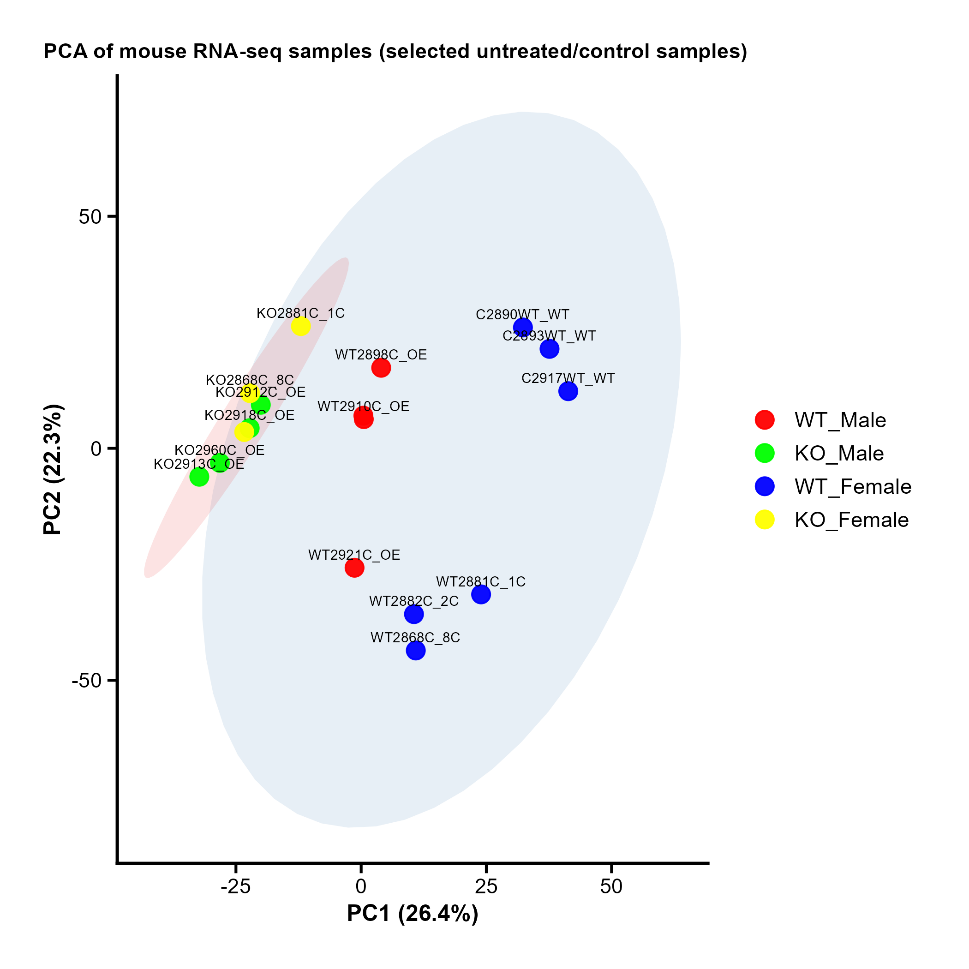 PCA of mouse RNA-seq samples (selected untreated/control samples)
50
0
-50
PC2 (22.3%)
KO2881C_1C
C2890WT_WT
C2893WT_WT
WT2898C_OE
KO2868C_8C
C2917WT_WT
KO2912C_OE
WT2910C_OE
KO2918C_OE
KO2960C_OE
KO2913C_OE
WT2921C_OE
WT2881C_1C
WT2882C_2C
WT2868C_8C
WT_Male
KO_Male
WT_Female
KO_Female
-25
0
25
50
PC1 (26.4%)